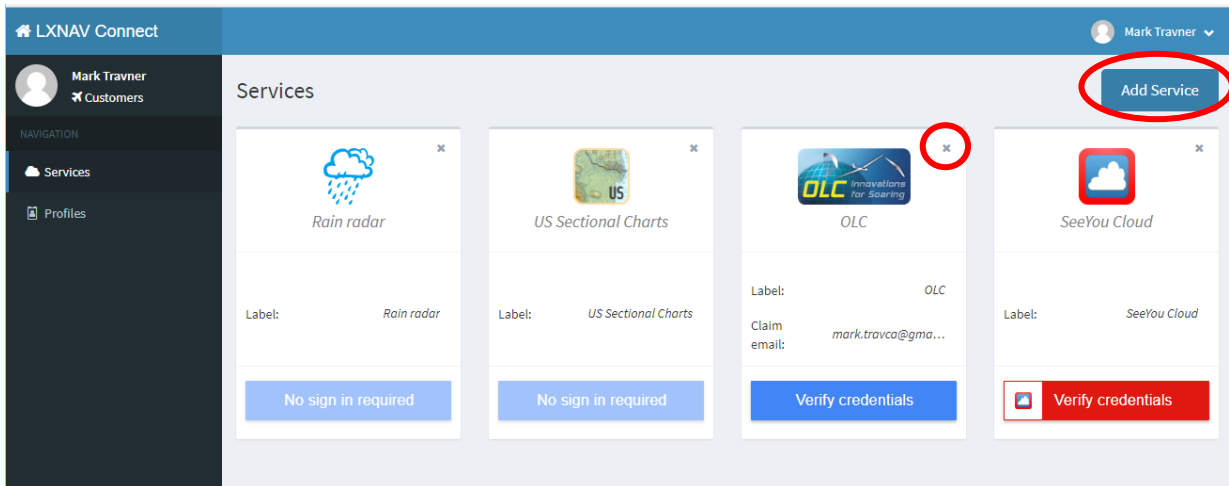 LXNAV Connect
Mark Travner
Mark Travner
Customers
NAVIGATION
Services
Profiles
Services
Add Service
Rain radar
Label:
Rain radar
No sign in required
US
US Sectional Charts
Label:
US Sectional Charts
No sign in required
OLC Innovations
for Soaring
OLC
Label:
OLC
Claim
email:
mark.travca@gma...
Verify credentials
SeeYou Cloud
Label:
SeeYou Cloud
Verify credentials